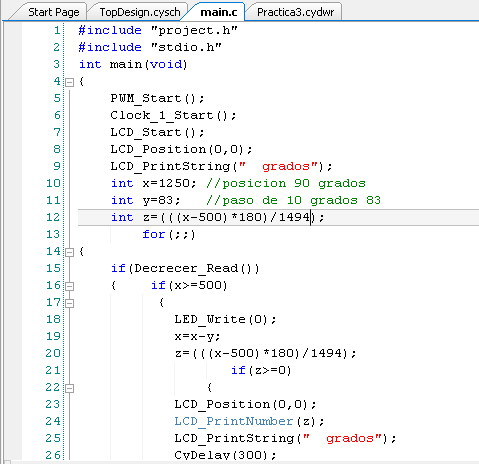 Start Page TopDesign.cysch main.c Practica3.cydwr
1 #include "project.h"
2 #include "stdio.h"
3 int main(void)
4 {
5 PWM_Start();
6 Clock_1_Start();
7 LCD_Start();
8 LCD_Position(0,0);
9 LCD_PrintString("  grados");
10 int x=1250; //posicion 90 grados
11 int y=83; //paso de 10 grados 83
12 int z=(((x-500)*180)/1494);
13 for(;;)
14 {
15 if(Decrecer_Read())
16 { if(x>=500)
17 {
18 LED_Write(0);
19 x=x-y;
20 z=(((x-500)*180)/1494);
21 if(z>=0)
22 {
23 LCD_Position(0,0);
24 LCD_PrintNumber(z);
25 LCD_PrintString("  grados");
26 CyDelay(300);